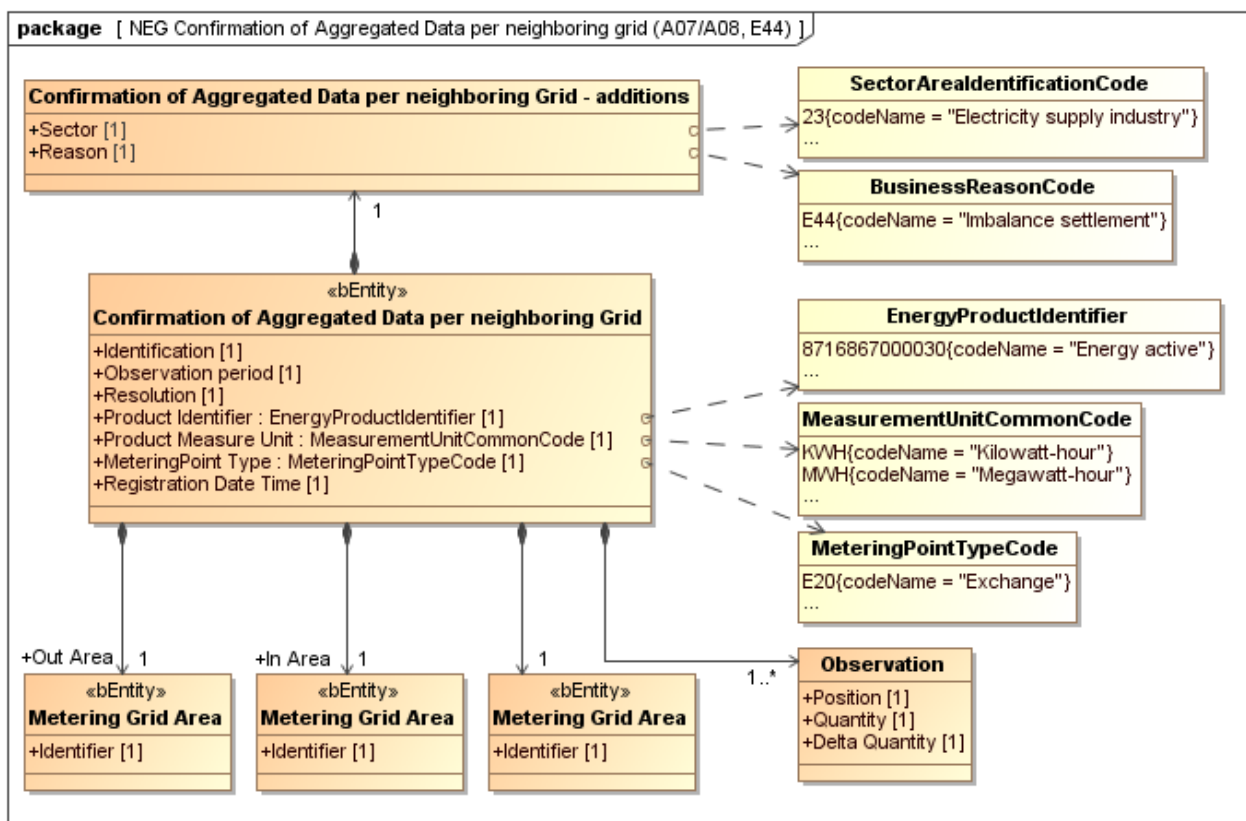 package [ NEG Confirmation of Aggregated Data per neighboring grid (A07/A08, E44) ]
Confirmation of Aggregated Data per neighboring Grid - additions
+Sector [1]
+Reason [1]
SectorAreaIdentificationCode
23{codeName = "Electricity supply industry"}
...
BusinessReasonCode
E44{codeName = "Imbalance settlement"}
...
1
«bEntity»
Confirmation of Aggregated Data per neighboring Grid
+Identification [1]
+Observation period [1]
+Resolution [1]
+Product Identifier : EnergyProductIdentifier [1]
+Product Measure Unit : MeasurementUnitCommonCode [1]
+MeteringPoint Type : MeteringPointTypeCode [1]
+Registration Date Time [1]
EnergyProductIdentifier
8716867000030{codeName = "Energy active"}
...
MeasurementUnitCommonCode
KWH{codeName = "Kilowatt-hour"}
MWH{codeName = "Megawatt-hour"}
...
MeteringPointTypeCode
E20{codeName = "Exchange"}
...
+Out Area 1
«bEntity»
Metering Grid Area
+Identifier [1]
+In Area 1
«bEntity»
Metering Grid Area
+Identifier [1]
1
«bEntity»
Metering Grid Area
+Identifier [1]
1..*
Observation
+Position [1]
+Quantity [1]
+Delta Quantity [1]